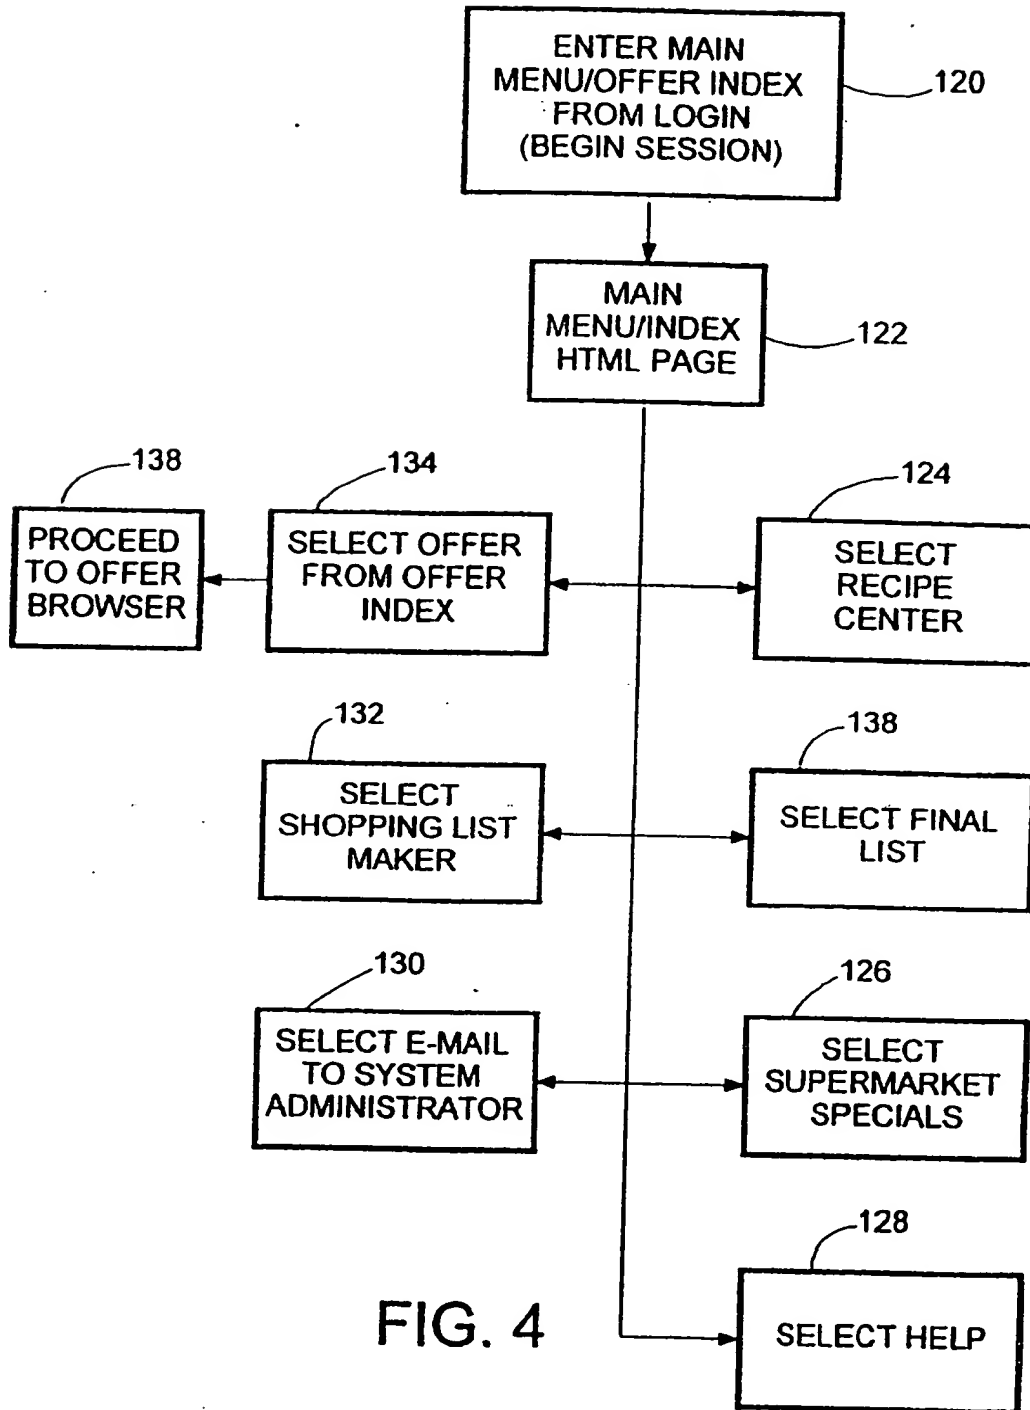 ENTER MAIN
MENU/OFFER INDEX
FROM LOGIN
(BEGIN SESSION)
120
MAIN
MENU/INDEX
HTML PAGE
122
138
PROCEED
TO OFFER
BROWSER
134
SELECT OFFER
FROM OFFER
INDEX
124
SELECT
RECIPE
CENTER
132
SELECT
SHOPPING LIST
MAKER
138
SELECT FINAL
LIST
130
SELECT E-MAIL
TO SYSTEM
ADMINISTRATOR
126
SELECT
SUPERMARKET
SPECIALS
128
SELECT HELP
FIG. 4